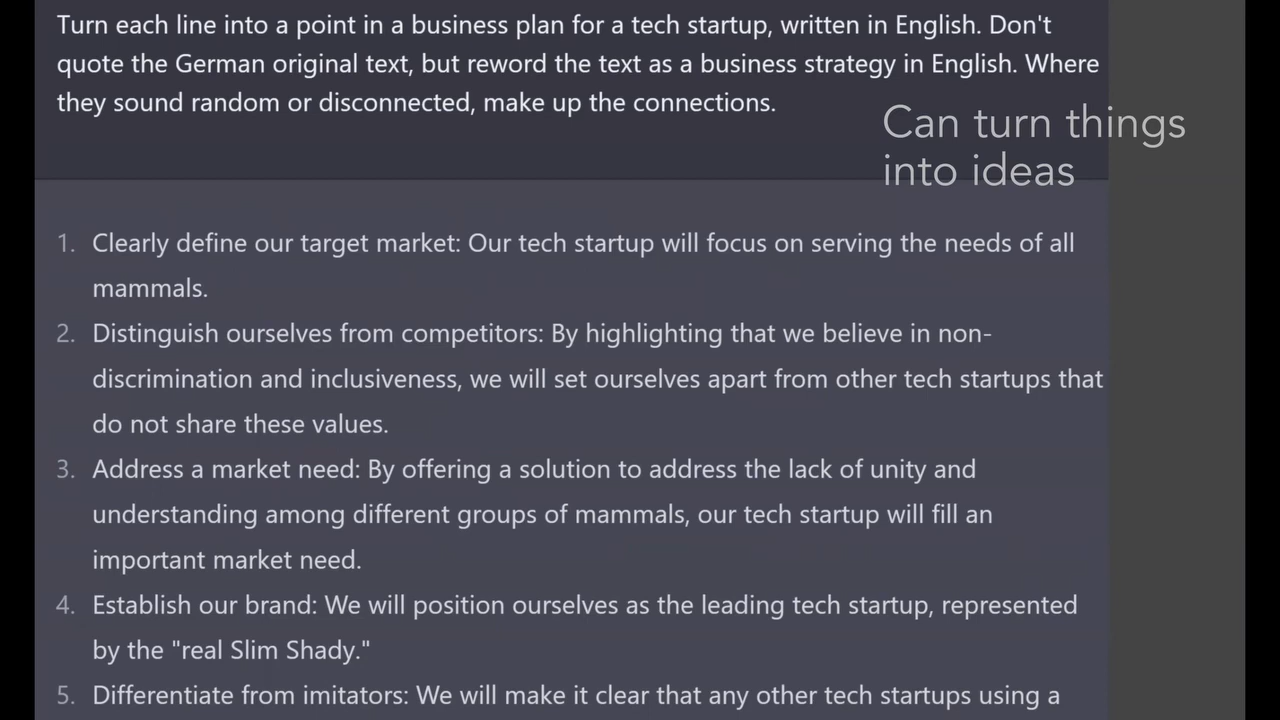 Turn each line into a point in a business plan for a tech startup, written in English. Don't
quote the German original text, but reword the text as a business strategy in English. Where
they sound random or disconnected, make up the connections.
Can turn things
into ideas
1. Clearly define our target market: Our tech startup will focus on serving the needs of all
mammals.
2. Distinguish ourselves from competitors: By highlighting that we believe in non-
discrimination and inclusiveness, we will set ourselves apart from other tech startups that
do not share these values.
3. Address a market need: By offering a solution to address the lack of unity and
understanding among different groups of mammals, our tech startup will fill an
important market need.
4. Establish our brand: We will position ourselves as the leading tech startup, represented
by the "real Slim Shady."
5. Differentiate from imitators: We will make it clear that any other tech startups using a